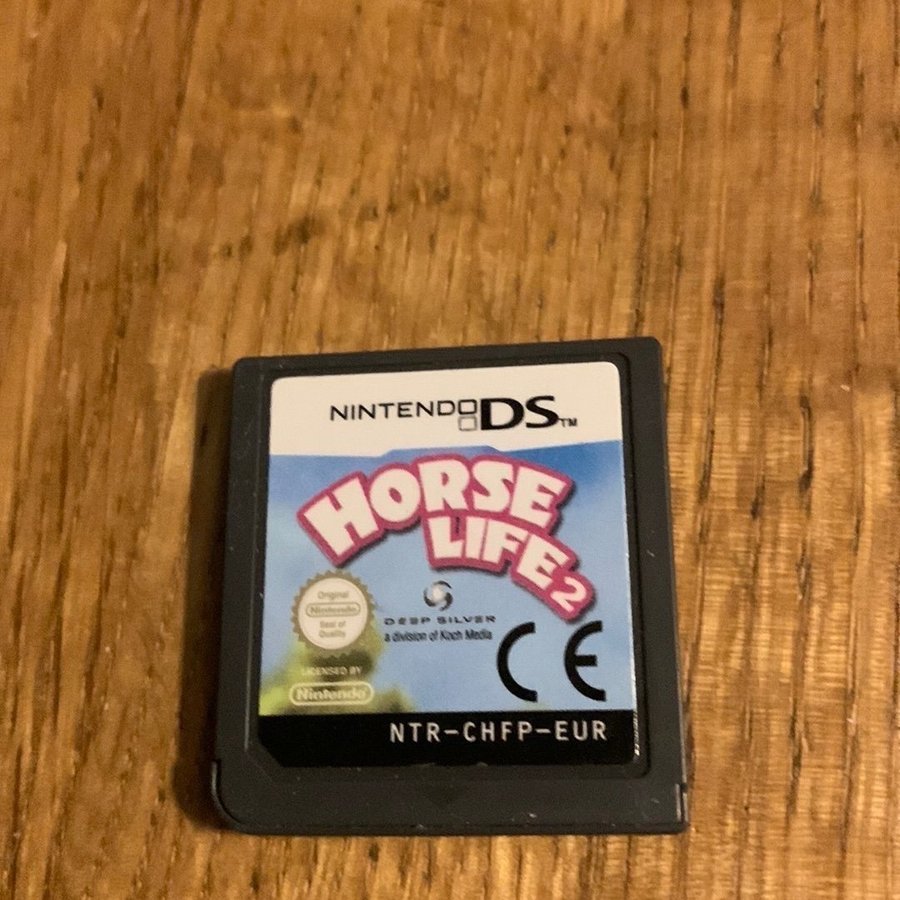 NINTENDO DS™
HORSE
LIFE 2
Original
Nintendo
Seal of
Quality
DEEP SILVER
a division of Koch Media
LICENSED BY
Nintendo
CE
NTR-CHFP-EUR